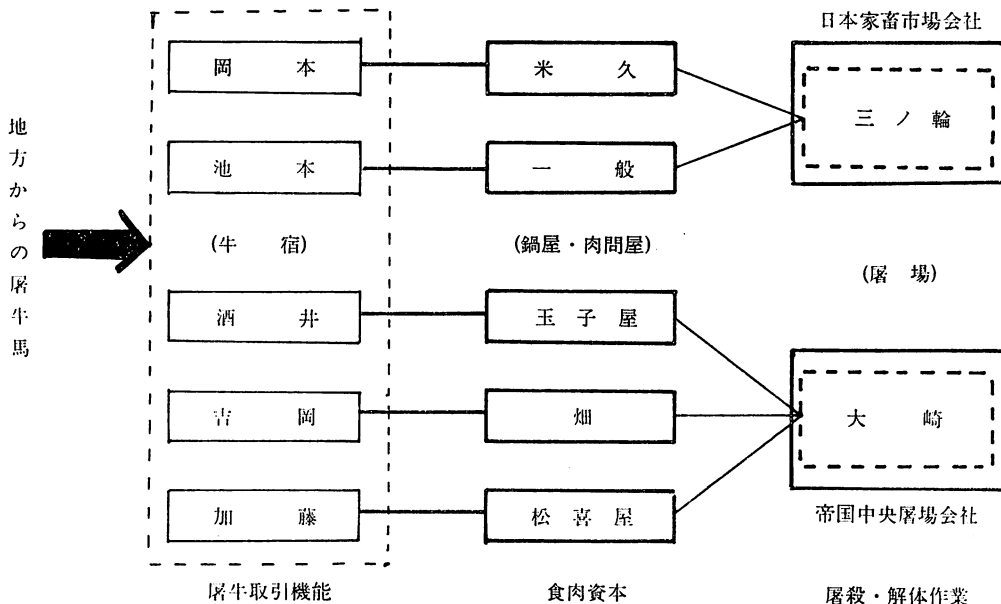 地方からの屠牛馬
岡本
池本
(牛宿)
酒井
吉岡
加藤
屠牛取引機能
米久
一般
(鍋屋・肉問屋)
玉子屋
畑
松喜屋
食肉資本
日本家畜市場会社
三ノ輪
(屠場)
大崎
帝国中央屠場会社
屠殺・解体作業